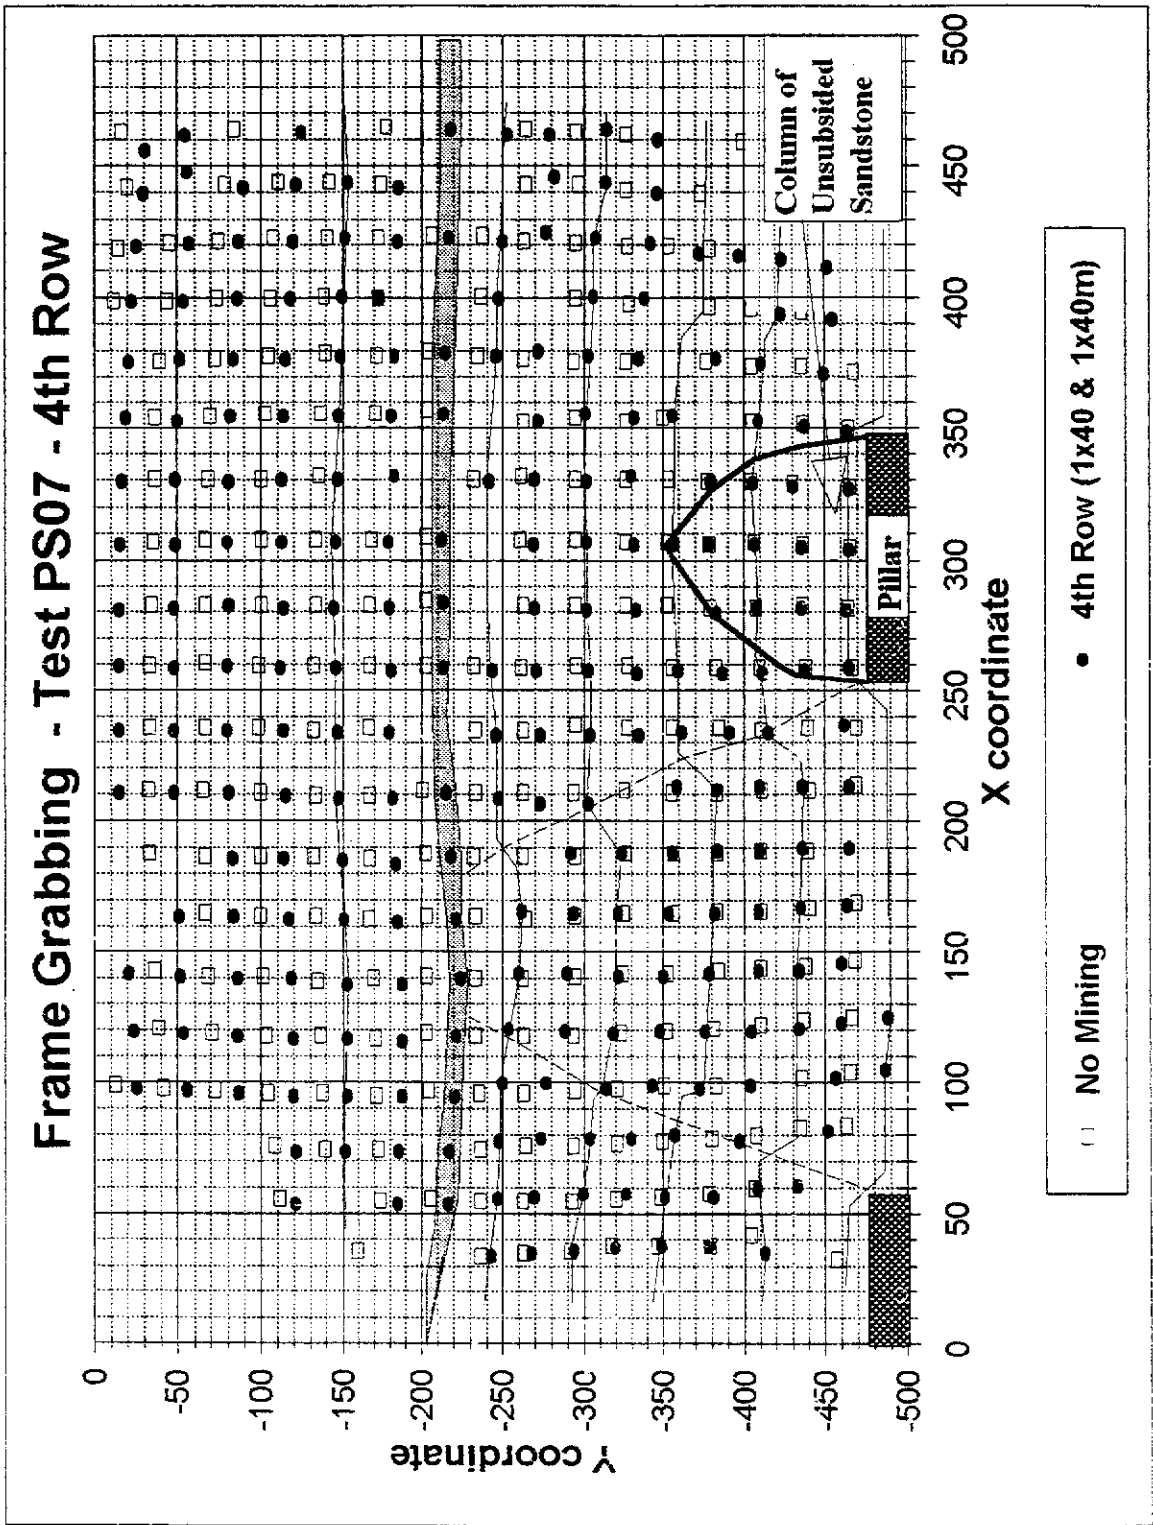 Frame Grabbing - Test PS07 - 4th Row
0
-50
-100
-150
-200
-250
-300
-350
-400
-450
-500
Y coordinate
0
50
100
150
200
250
300
350
400
450
500
X coordinate
Column of
Unsubsided
Sandstone
Pillar
No Mining
4th Row (1x40 & 1x40m)